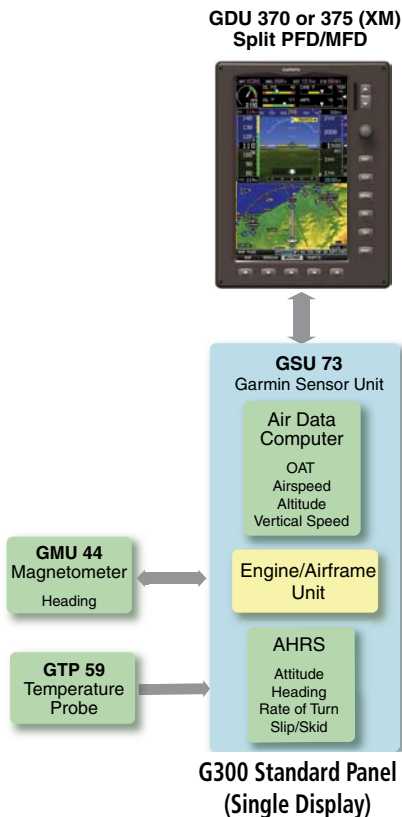 GDU 370 or 375 (XM)
Split PFD/MFD
GSU 73
Garmin Sensor Unit
Air Data
Computer
OAT
Airspeed
Altitude
Vertical Speed
GMU 44
Magnetometer
Heading
Engine/Airframe
Unit
GTP 59
Temperature
Probe
AHRS
Attitude
Heading
Rate of Turn
Slip/Skid
G300 Standard Panel
(Single Display)